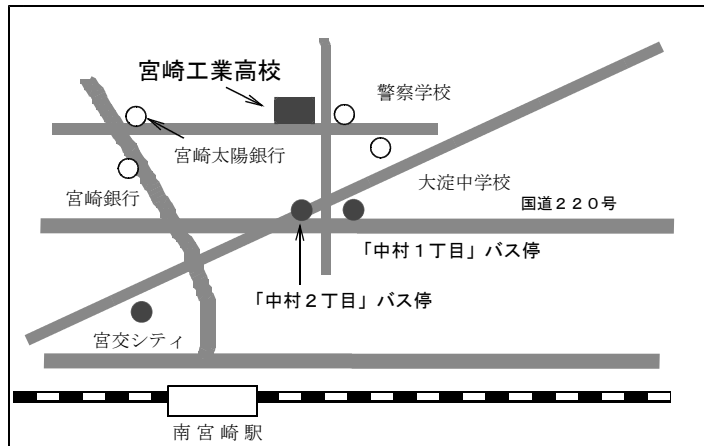 宮崎工業高校
警察学校
宮崎太陽銀行
大淀中学校
宮崎銀行
国道２２０号
「中村１丁目」バス停
「中村２丁目」バス停
宮交シティ
南宮崎駅